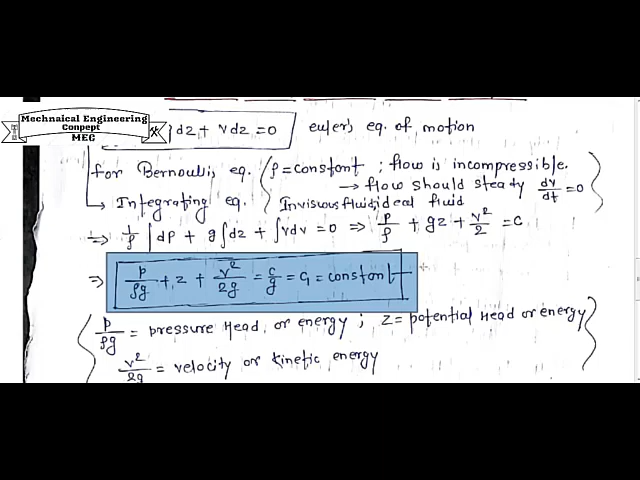 Mechnaical Engineering
Conpept
MEC
dz + vdz = 0 euler's eq. of motion
for Bernoulli's eq. ( ρ = constant ; flow is incompressible.
→ flow should steady dv/dt = 0
→ Integrating eq. Inviscous fluid, ideal fluid )
⇒ 1/ρ ∫dp + g∫dz + ∫vdv = 0 ⇒ p/ρ + gz + v²/2 = c
⇒ p/ρg + z + v²/2g = c/g = C₁ = constant
( p/ρg = pressure Head or energy ; z = potential Head or energy
v²/2g = velocity or kinetic energy )